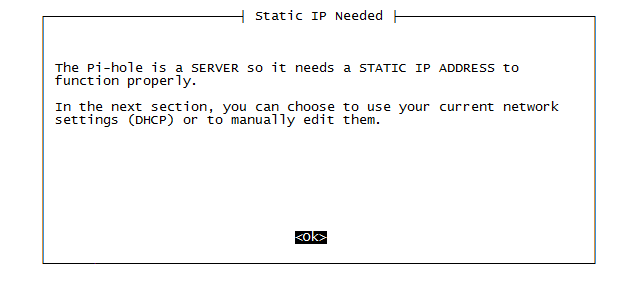 Static IP Needed
The Pi-hole is a SERVER so it needs a STATIC IP ADDRESS to
function properly.
In the next section, you can choose to use your current network
settings (DHCP) or to manually edit them.
<Ok>